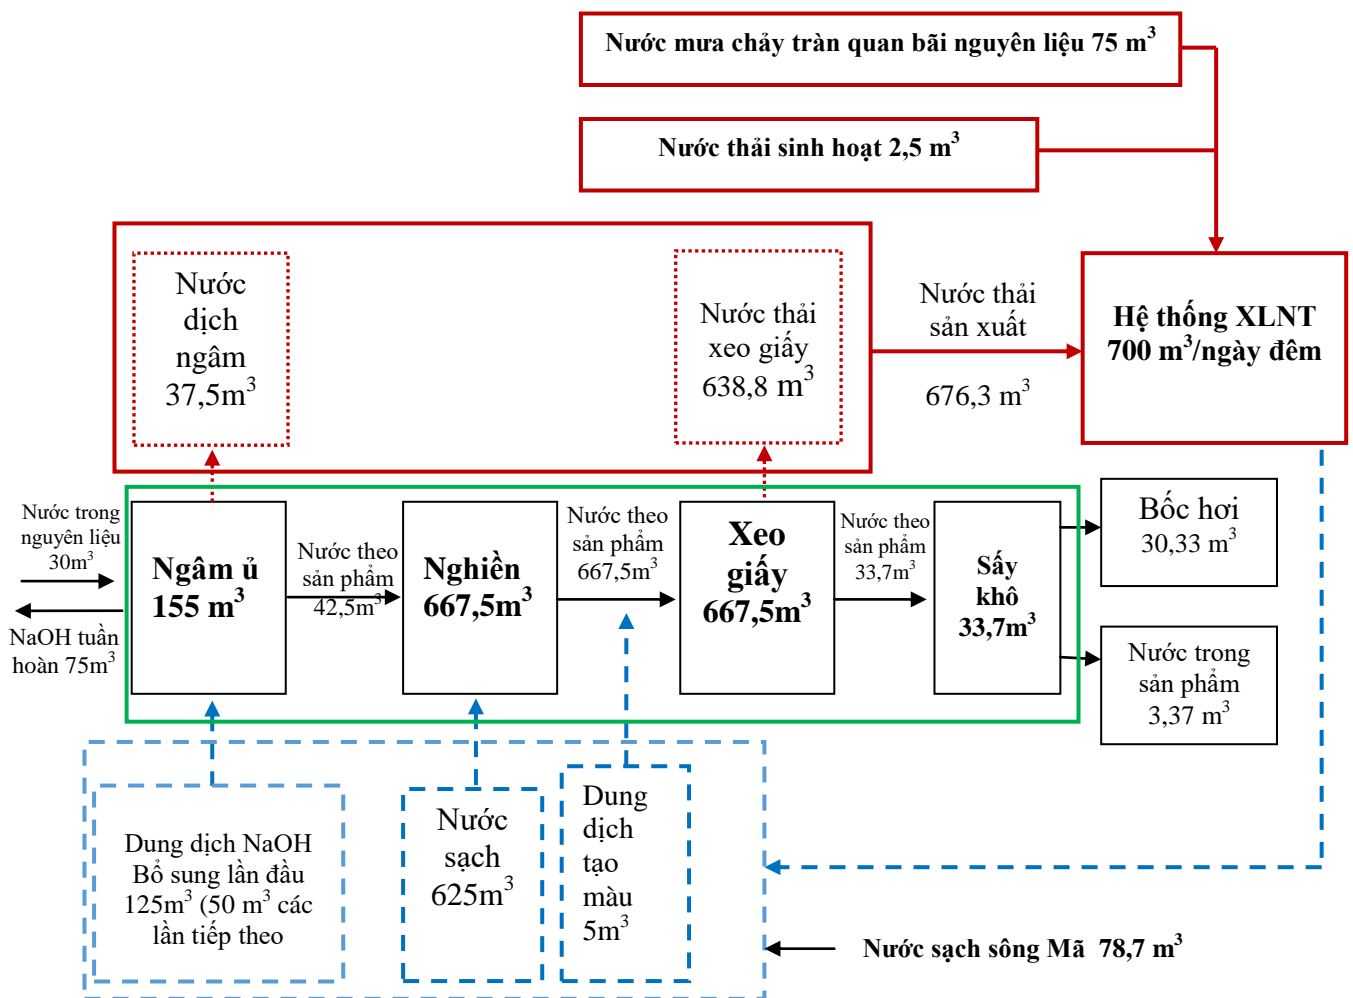 Nước mưa chảy tràn quan bãi nguyên liệu 75 m³
Nước thải sinh hoạt 2,5 m³
Nước
dịch
ngâm
37,5m³
Nước thải
xeo giấy
638,8 m³
Nước thải
sản xuất
676,3 m³
Hệ thống XLNT
700 m³/ngày đêm
Nước trong
nguyên liệu
30m³
NaOH tuần
hoàn 75m³
Ngâm ủ
155 m³
Nước theo
sản phẩm
42,5m³
Nghiền
667,5m³
Nước theo
sản phẩm
667,5m³
Xeo
giấy
667,5m³
Nước theo
sản phẩm
33,7m³
Sấy
khô
33,7m³
Bốc hơi
30,33 m³
Nước trong
sản phẩm
3,37 m³
Dung dịch NaOH
Bổ sung lần đầu
125m³ (50 m³ các
lần tiếp theo
Nước
sạch
625m³
Dung
dịch
tạo
màu
5m³
Nước sạch sông Mã 78,7 m³